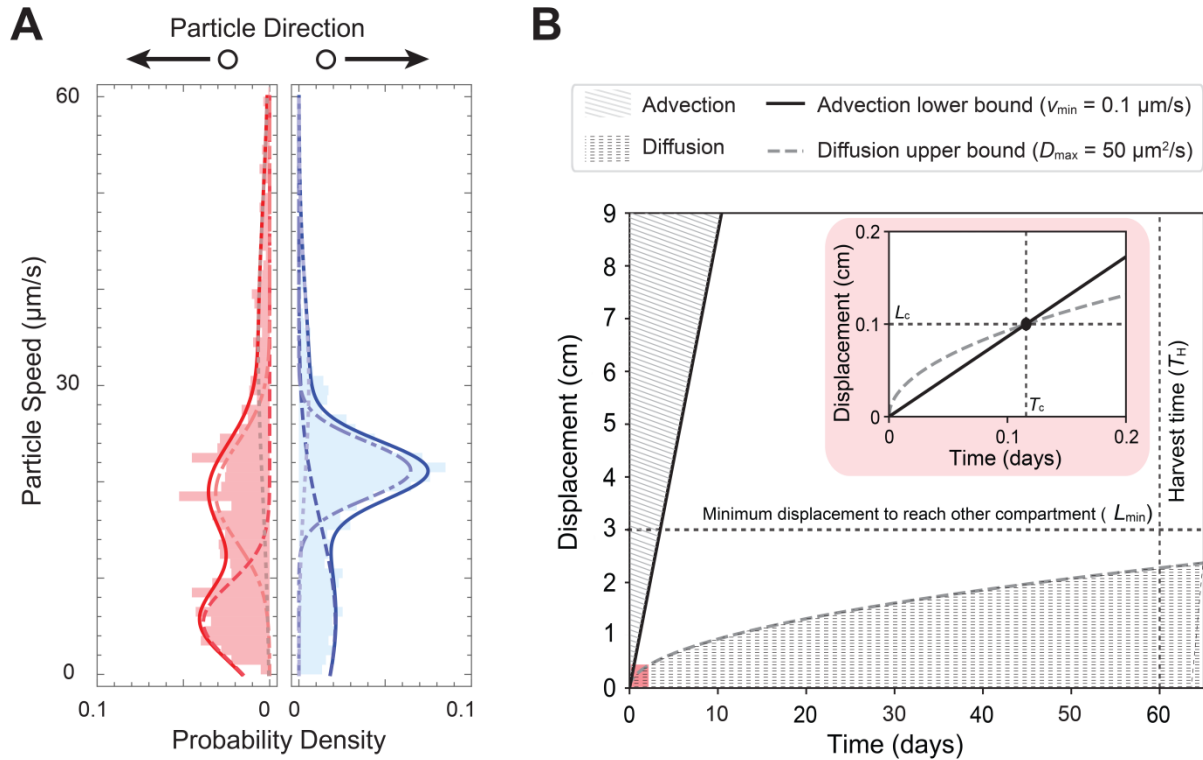 A
Particle Direction
60
30
0
Particle Speed (μm/s)
0.1
0
0
0.1
Probability Density
B
Advection
Advection lower bound (vmin = 0.1 μm/s)
Diffusion
Diffusion upper bound (Dmax = 50 μm²/s)
9
8
7
6
5
4
3
2
1
0
Displacement (cm)
0.2
0.1
0
Displacement (cm)
Lc
Tc
0
0.1
0.2
Time (days)
Harvest time (TH)
Minimum displacement to reach other compartment ( Lmin)
0
10
20
30
40
50
60
Time (days)